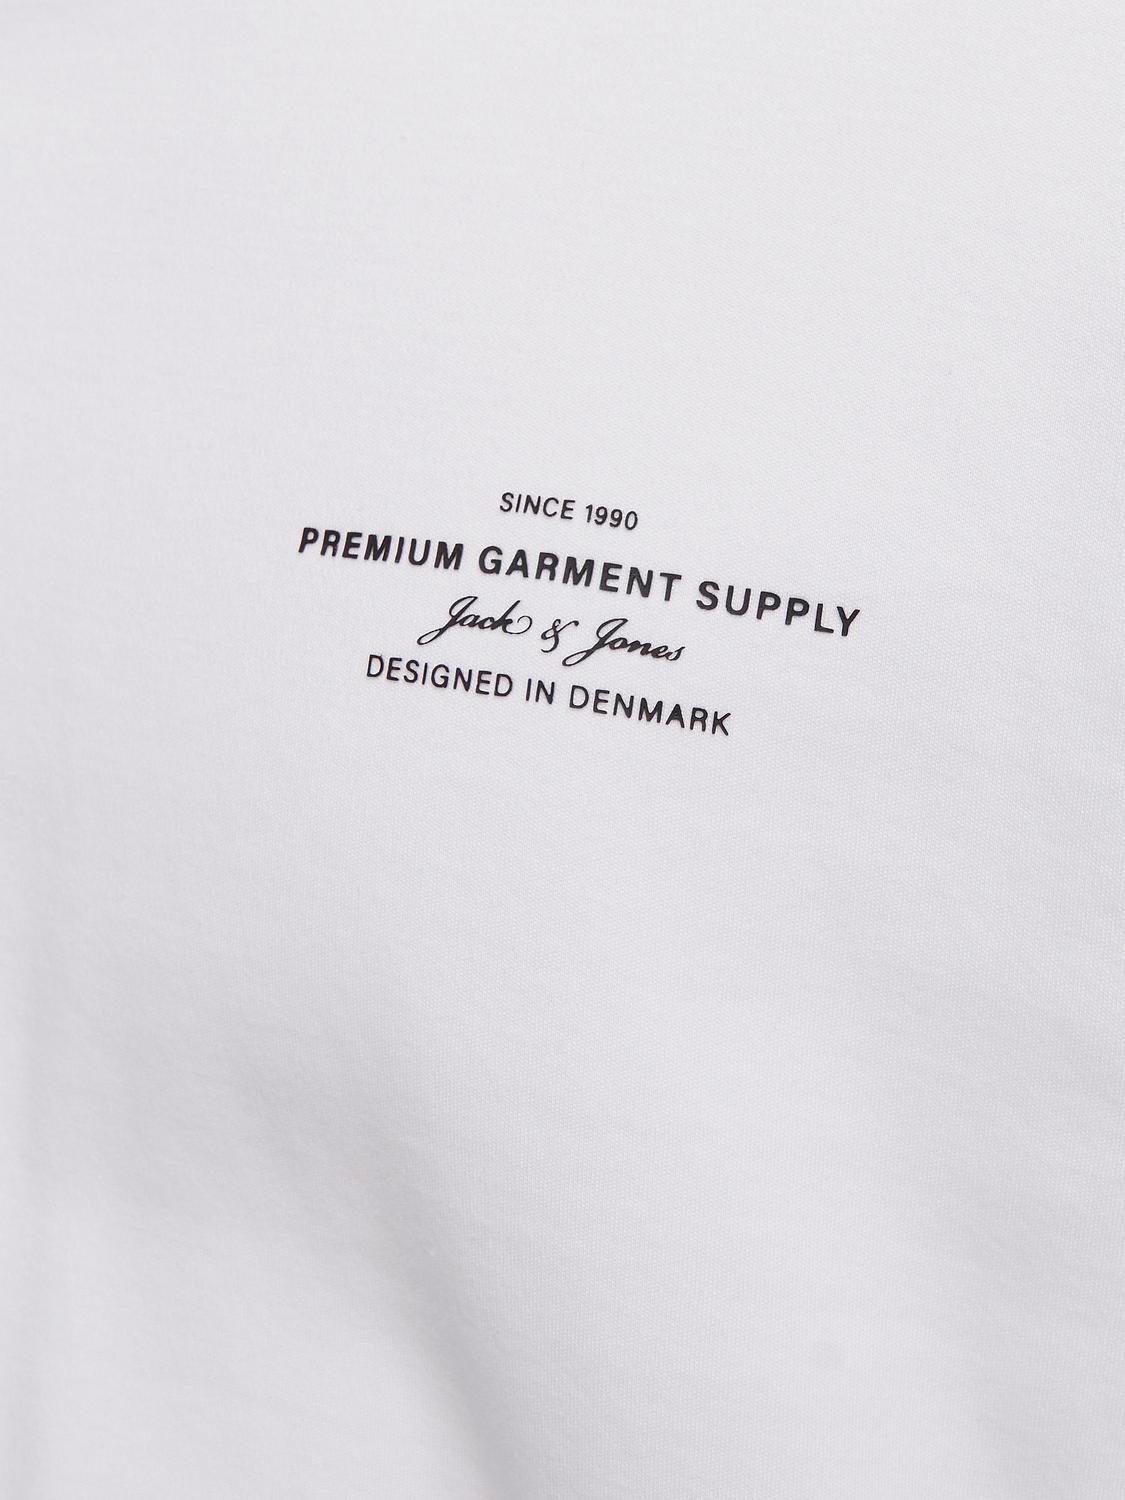 SINCE 1990
PREMIUM GARMENT SUPPLY
Jack & Jones
DESIGNED IN DENMARK